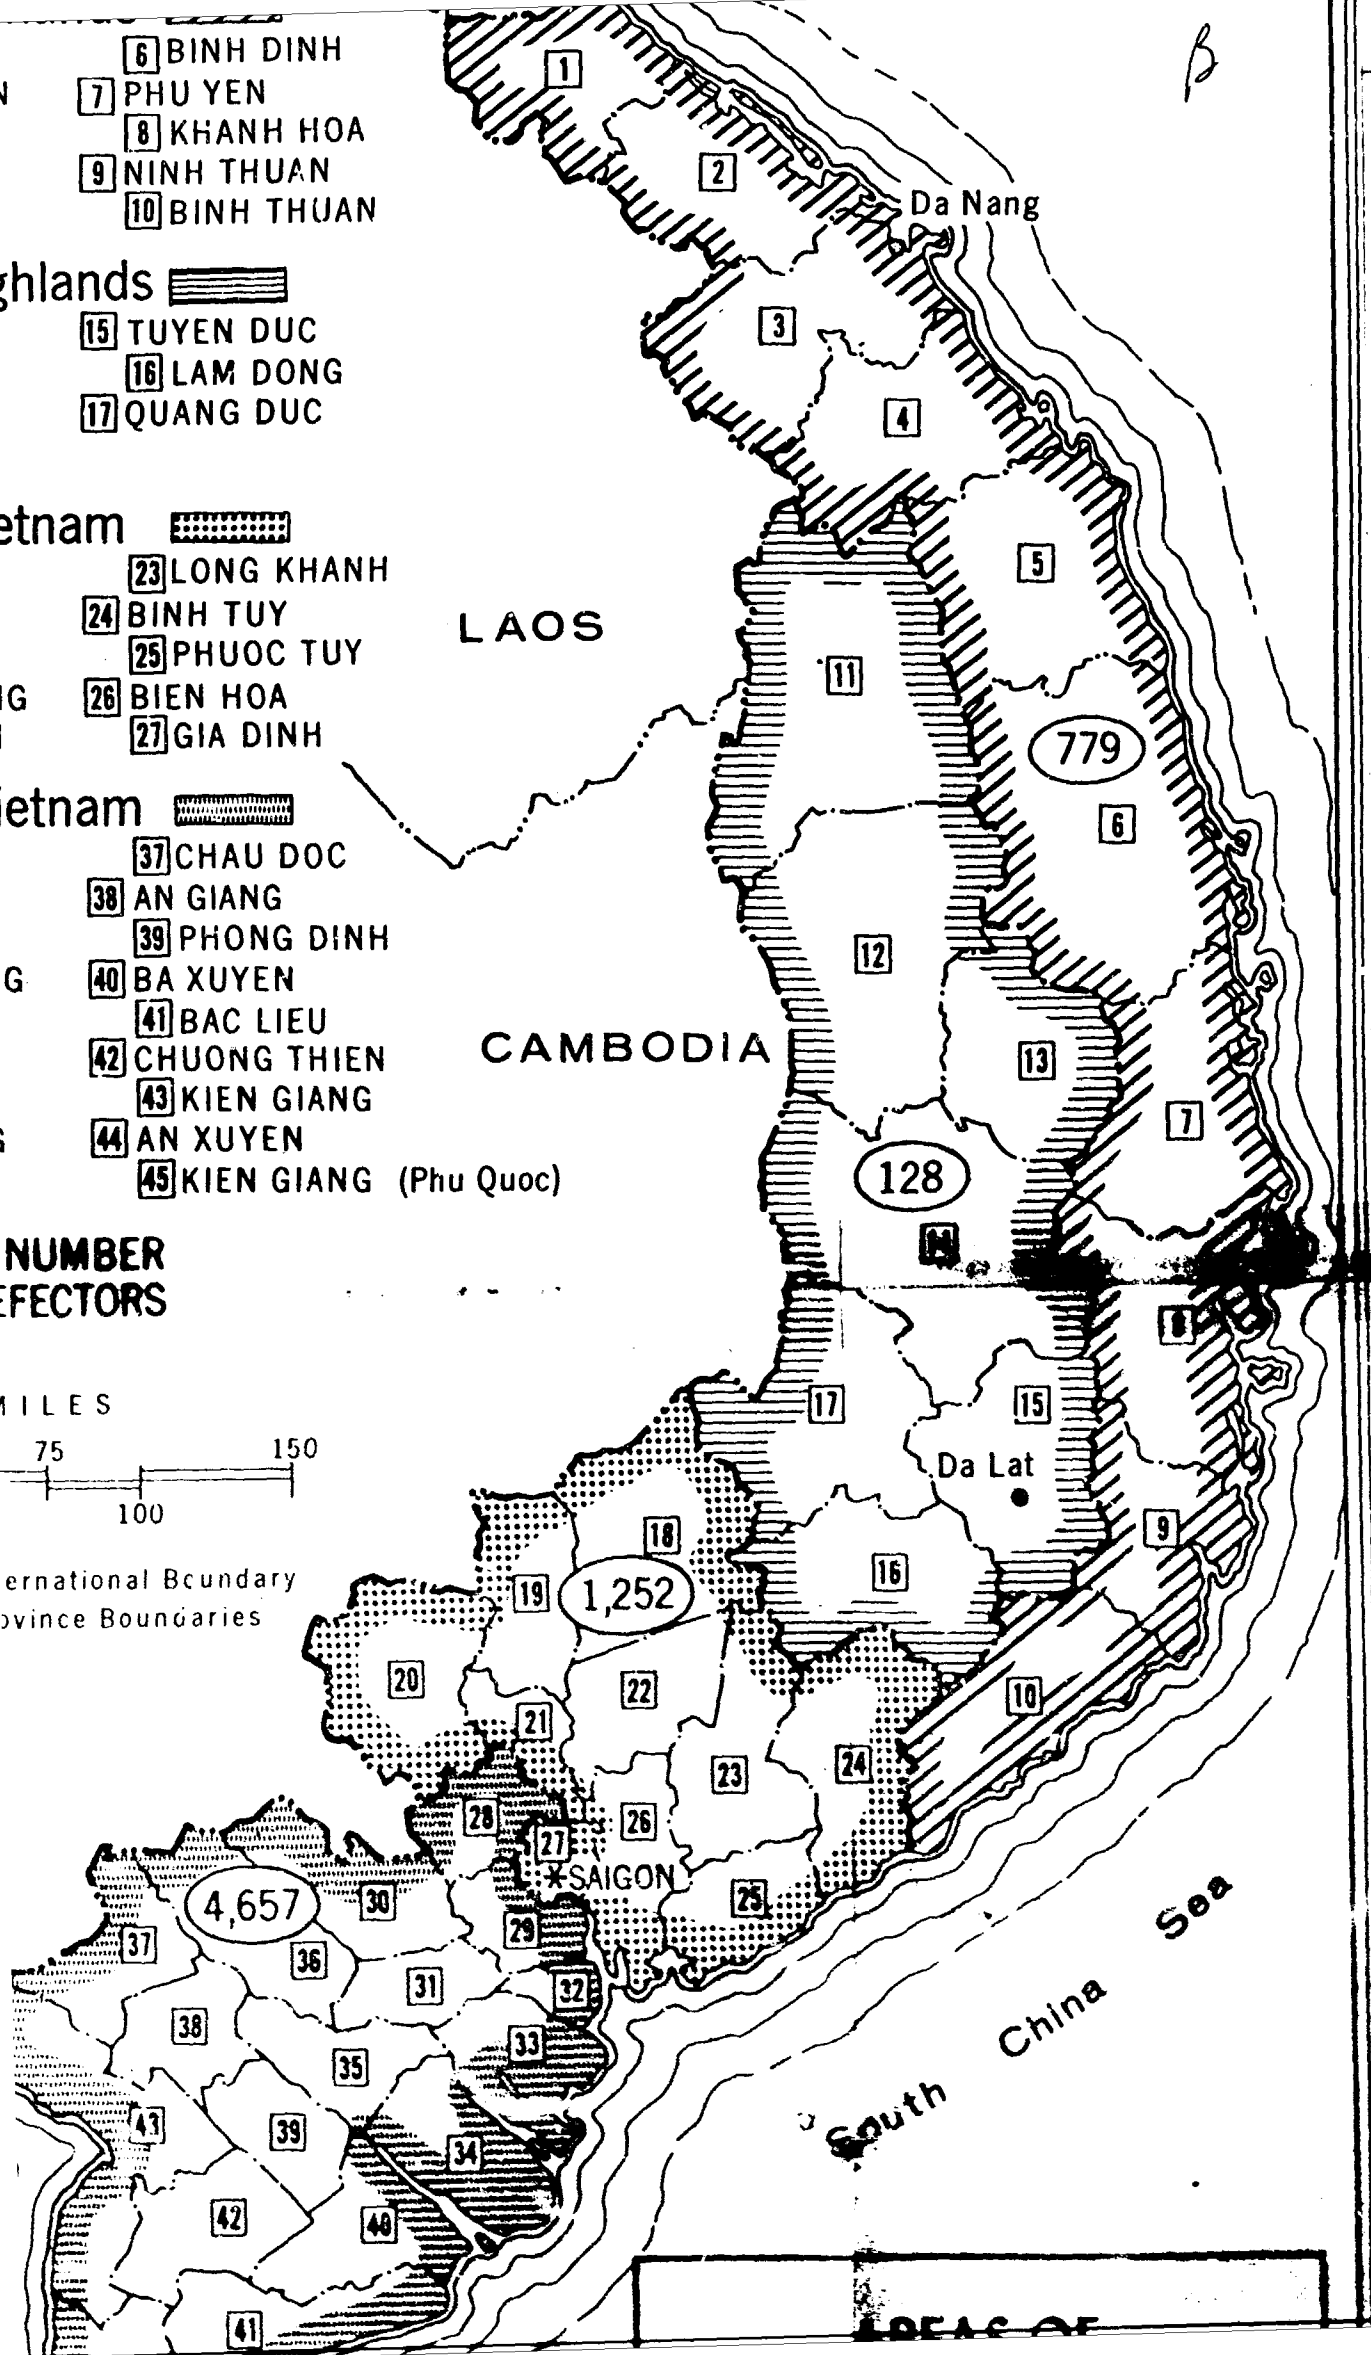 6 BINH DINH
7 PHU YEN
8 KHANH HOA
9 NINH THUAN
10 BINH THUAN
ghlands
15 TUYEN DUC
16 LAM DONG
17 QUANG DUC
etnam
23 LONG KHANH
24 BINH TUY
25 PHUOC TUY
G 26 BIEN HOA
27 GIA DINH
ietnam
37 CHAU DOC
38 AN GIANG
39 PHONG DINH
G 40 BA XUYEN
41 BAC LIEU
42 CHUONG THIEN
43 KIEN GIANG
44 AN XUYEN
45 KIEN GIANG (Phu Quoc)
NUMBER
EFECTORS
MILES
75 150
100
ernational Boundary
ovince Boundaries
β
1
2
Da Nang
3
4
5
LAOS
11
779
6
12
CAMBODIA
13
7
128
14
8
17
15
Da Lat
18
9
19
1,252
16
20
22
10
21
23
24
28
26
27
SAIGON
4,657
30
25
29
37
36
31
32
38
33
35
43
39
34
42
40
41
South China Sea
AREAS OF